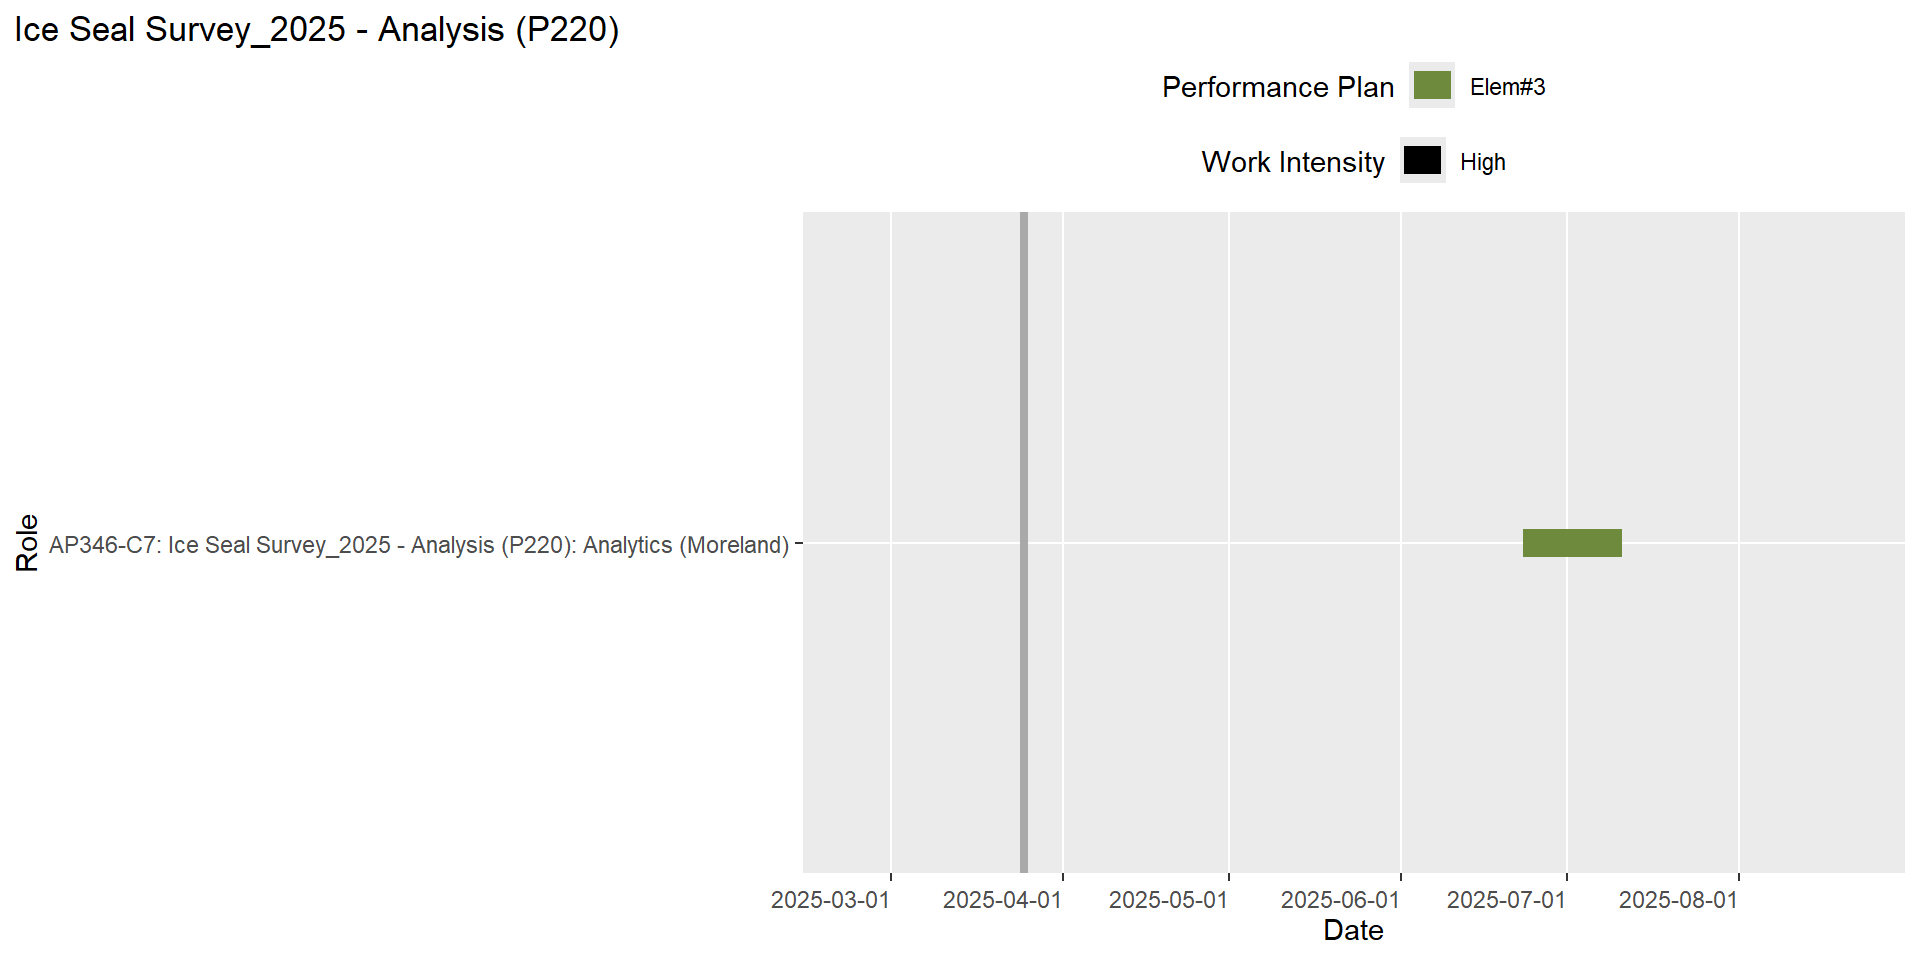 Ice Seal Survey_2025 - Analysis (P220)
Performance Plan Elem#3
Work Intensity High
Role
AP346-C7: Ice Seal Survey_2025 - Analysis (P220): Analytics (Moreland)
2025-03-01 2025-04-01 2025-05-01 2025-06-01 2025-07-01 2025-08-01
Date